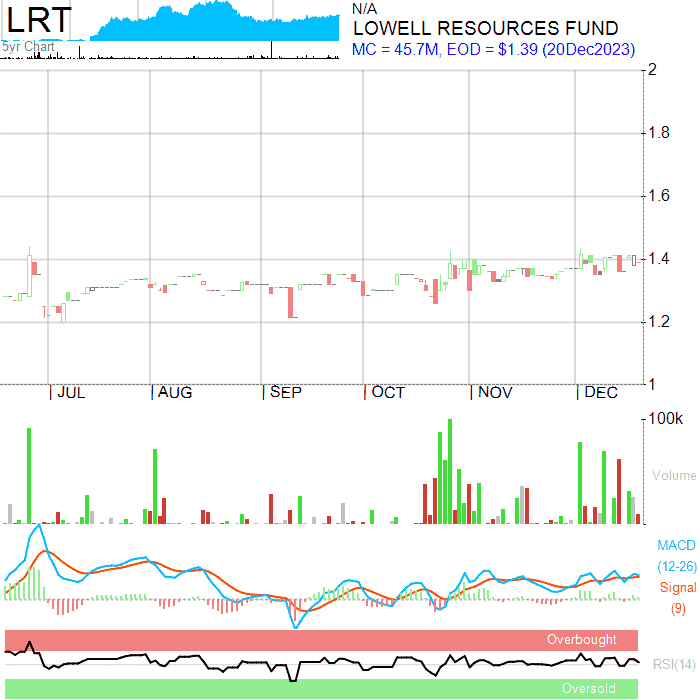 LRT
N/A
LOWELL RESOURCES FUND
5yr Chart
MC = 45.7M, EOD = $1.39 (20Dec2023)
2
1.8
1.6
1.4
1.2
1
JUL
AUG
SEP
OCT
NOV
DEC
100k
Volume
MACD
(12-26)
Signal
(9)
Overbought
RSI(14)
Oversold